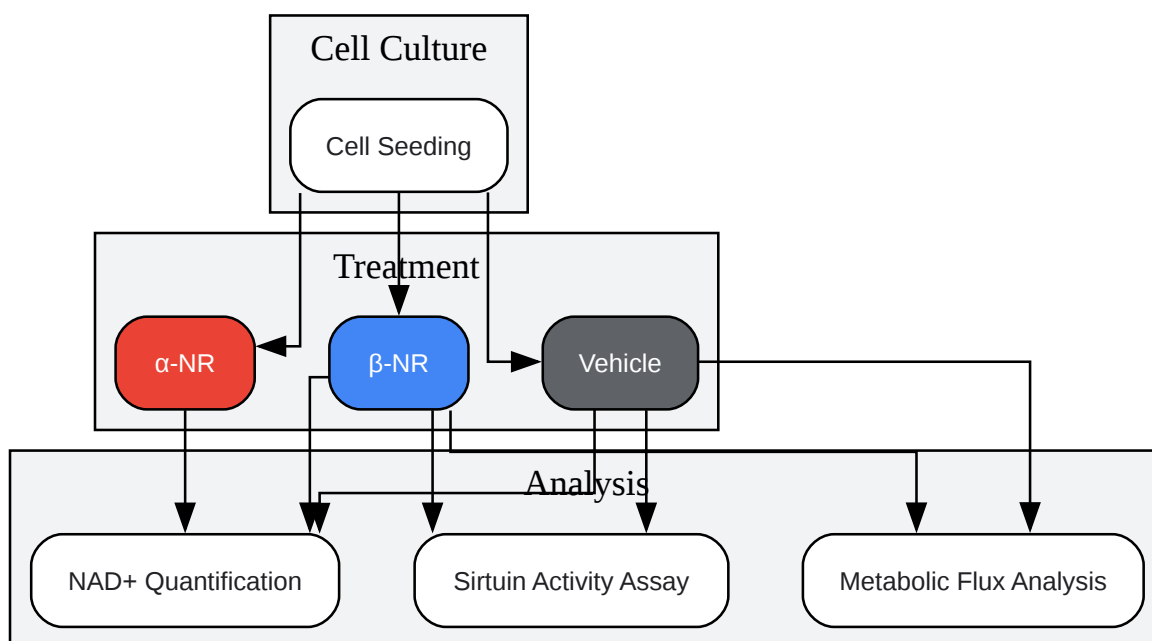 Cell Culture
Cell Seeding
Treatment
α-NR
β-NR
Vehicle
Analysis
NAD+ Quantification
Sirtuin Activity Assay
Metabolic Flux Analysis